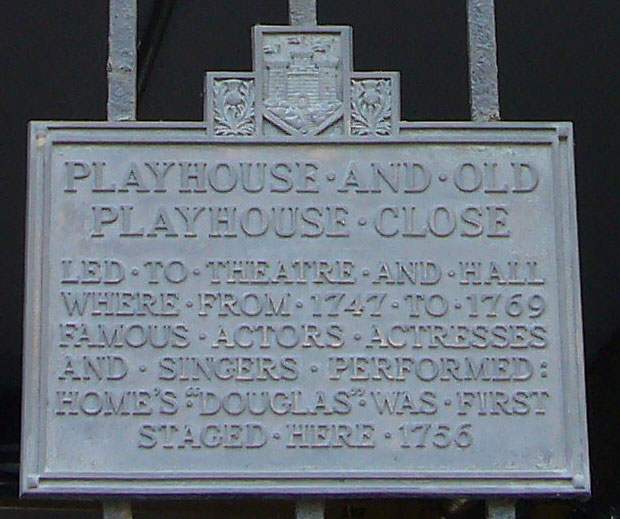 PLAYHOUSE·AND·OLD
PLAYHOUSE·CLOSE
LED·TO·THEATRE·AND·HALL
WHERE·FROM·1747·TO·1769
FAMOUS·ACTORS·ACTRESSES
AND·SINGERS·PERFORMED:
HOME'S·"DOUGLAS"·WAS·FIRST
STAGED·HERE·1756